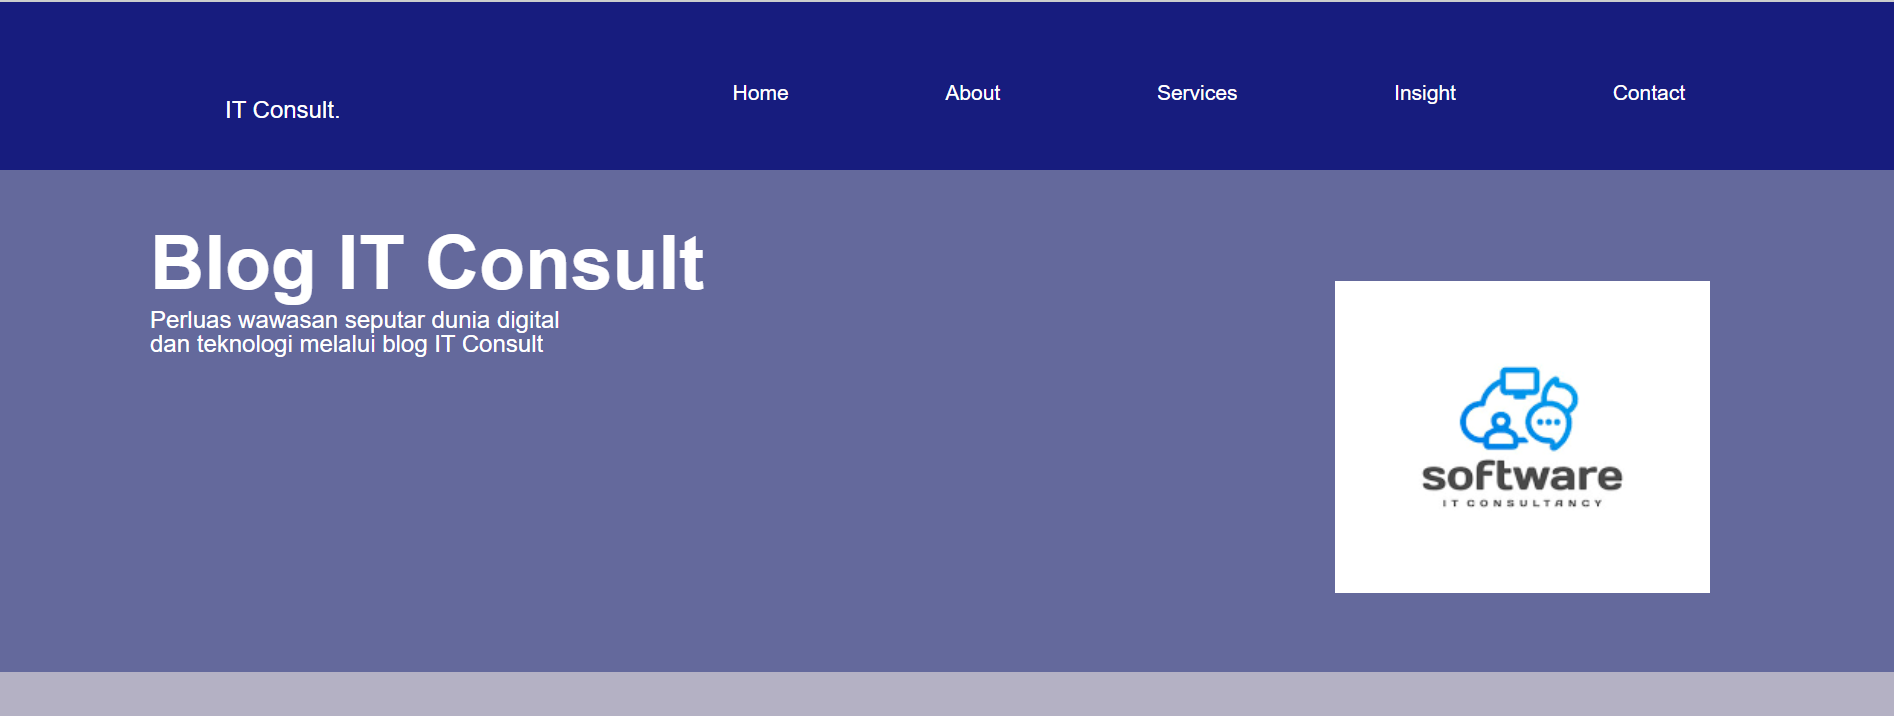 IT Consult.
Home
About
Services
Insight
Contact
Blog IT Consult
Perluas wawasan seputar dunia digital
dan teknologi melalui blog IT Consult
software
IT CONSULTANCY